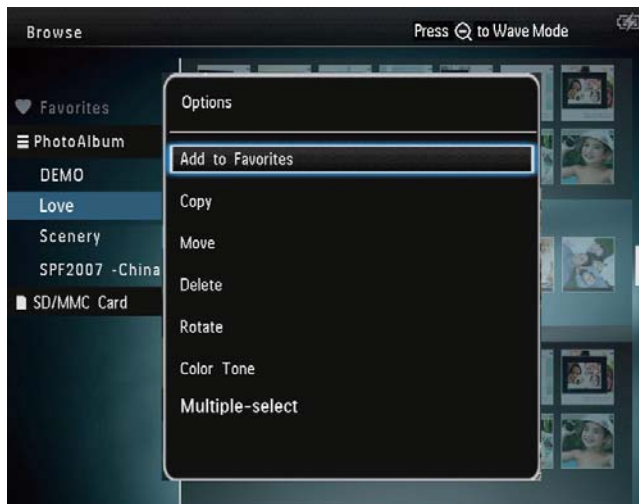 Browse
Press to Wave Mode
Favorites
PhotoAlbum
DEMO
Love
Scenery
SPF2007 -China
SD/MMC Card
Options
Add to Favorites
Copy
Move
Delete
Rotate
Color Tone
Multiple-select